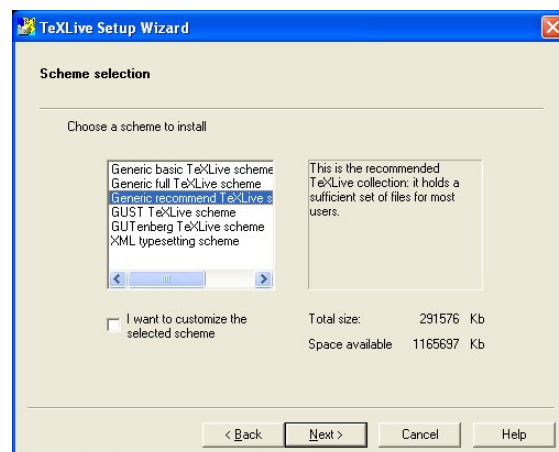 TeXLive Setup Wizard
Scheme selection
Choose a scheme to install
Generic basic TeXLive scheme
Generic full TeXLive scheme
Generic recommend TeXLive s
GUST TeXLive scheme
GUTenberg TeXLive scheme
XML typesetting scheme
This is the recommended
TeXLive collection: it holds a
sufficient set of files for most
users.
I want to customize the
selected scheme
Total size: 291576 Kb
Space available 1165697 Kb
< Back Next > Cancel Help